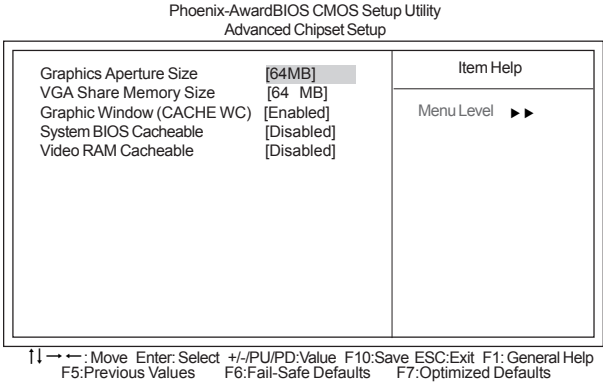 Phoenix-AwardBIOS CMOS Setup Utility
Advanced Chipset Setup
Graphics Aperture Size [64MB]
VGA Share Memory Size [64 MB]
Graphic Window (CACHE WC) [Enabled]
System BIOS Cacheable [Disabled]
Video RAM Cacheable [Disabled]
Item Help
Menu Level ►►
↑↓→←: Move Enter: Select +/-/PU/PD:Value F10:Save ESC:Exit F1: General Help
F5:Previous Values F6:Fail-Safe Defaults F7:Optimized Defaults